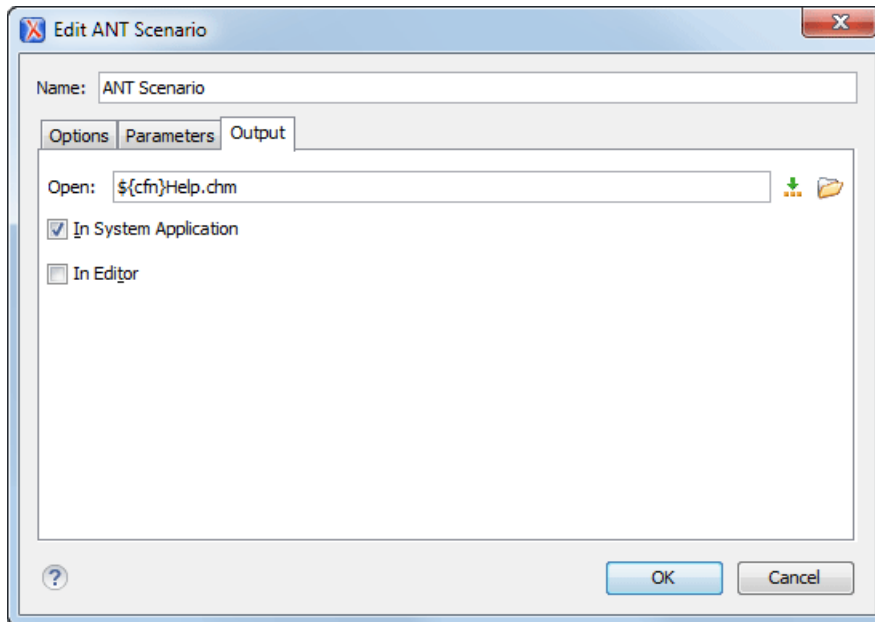 Edit ANT Scenario
Name: ANT Scenario
Options Parameters Output
Open: ${cfn}Help.chm
In System Application
In Editor
?
OK Cancel